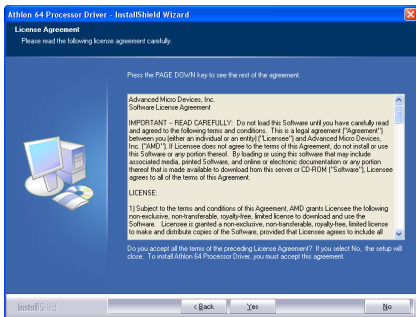 Athlon 64 Processor Driver - InstallShield Wizard
License Agreement
Please read the following license agreement carefully.
Press the PAGE DOWN key to see the rest of the agreement.
Advanced Micro Devices, Inc.
Software License Agreement
IMPORTANT - READ CAREFULLY: Do not load this Software until you have carefully read
and agreed to the following terms and conditions. This is a legal agreement ("Agreement")
between you (either an individual or an entity) ("Licensee") and Advanced Micro Devices,
Inc. ("AMD"). If Licensee does not agree to the terms of this Agreement, do not install or use
this Software or any portion thereof. By loading or using this software that may include
associated media, printed Software, and online or electronic documentation or any portion
thereof that is made available to download from this server or CD-ROM ("Software"), Licensee
agrees to all of the terms of this Agreement.
LICENSE:
1) Subject to the terms and conditions of this Agreement, AMD grants Licensee the following
non-exclusive, non-transferable, royalty-free, limited license to download and use the
Software. Licensee is granted a non-exclusive, non-transferable, royalty-free, limited license
to make and distribute copies of the Software, provided that Licensee agrees to include all
Do you accept all the terms of the preceding License Agreement? If you select No, the setup will
close. To install Athlon 64 Processor Driver, you must accept this agreement.
InstallShield
< Back
Yes
No